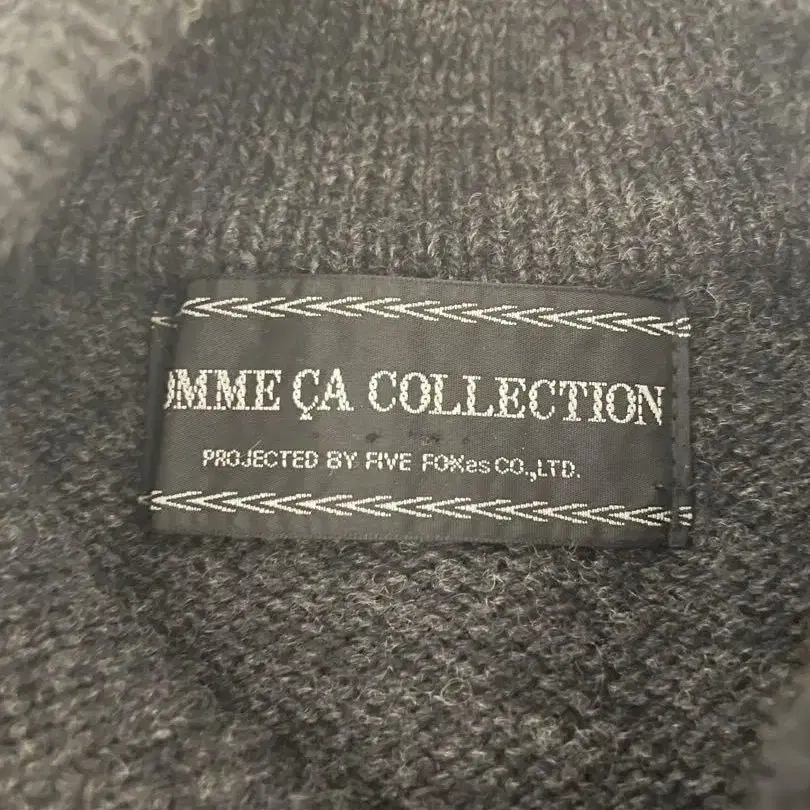 OMME ÇA COLLECTION
PROJECTED BY FIVE FOXes CO.,LTD.